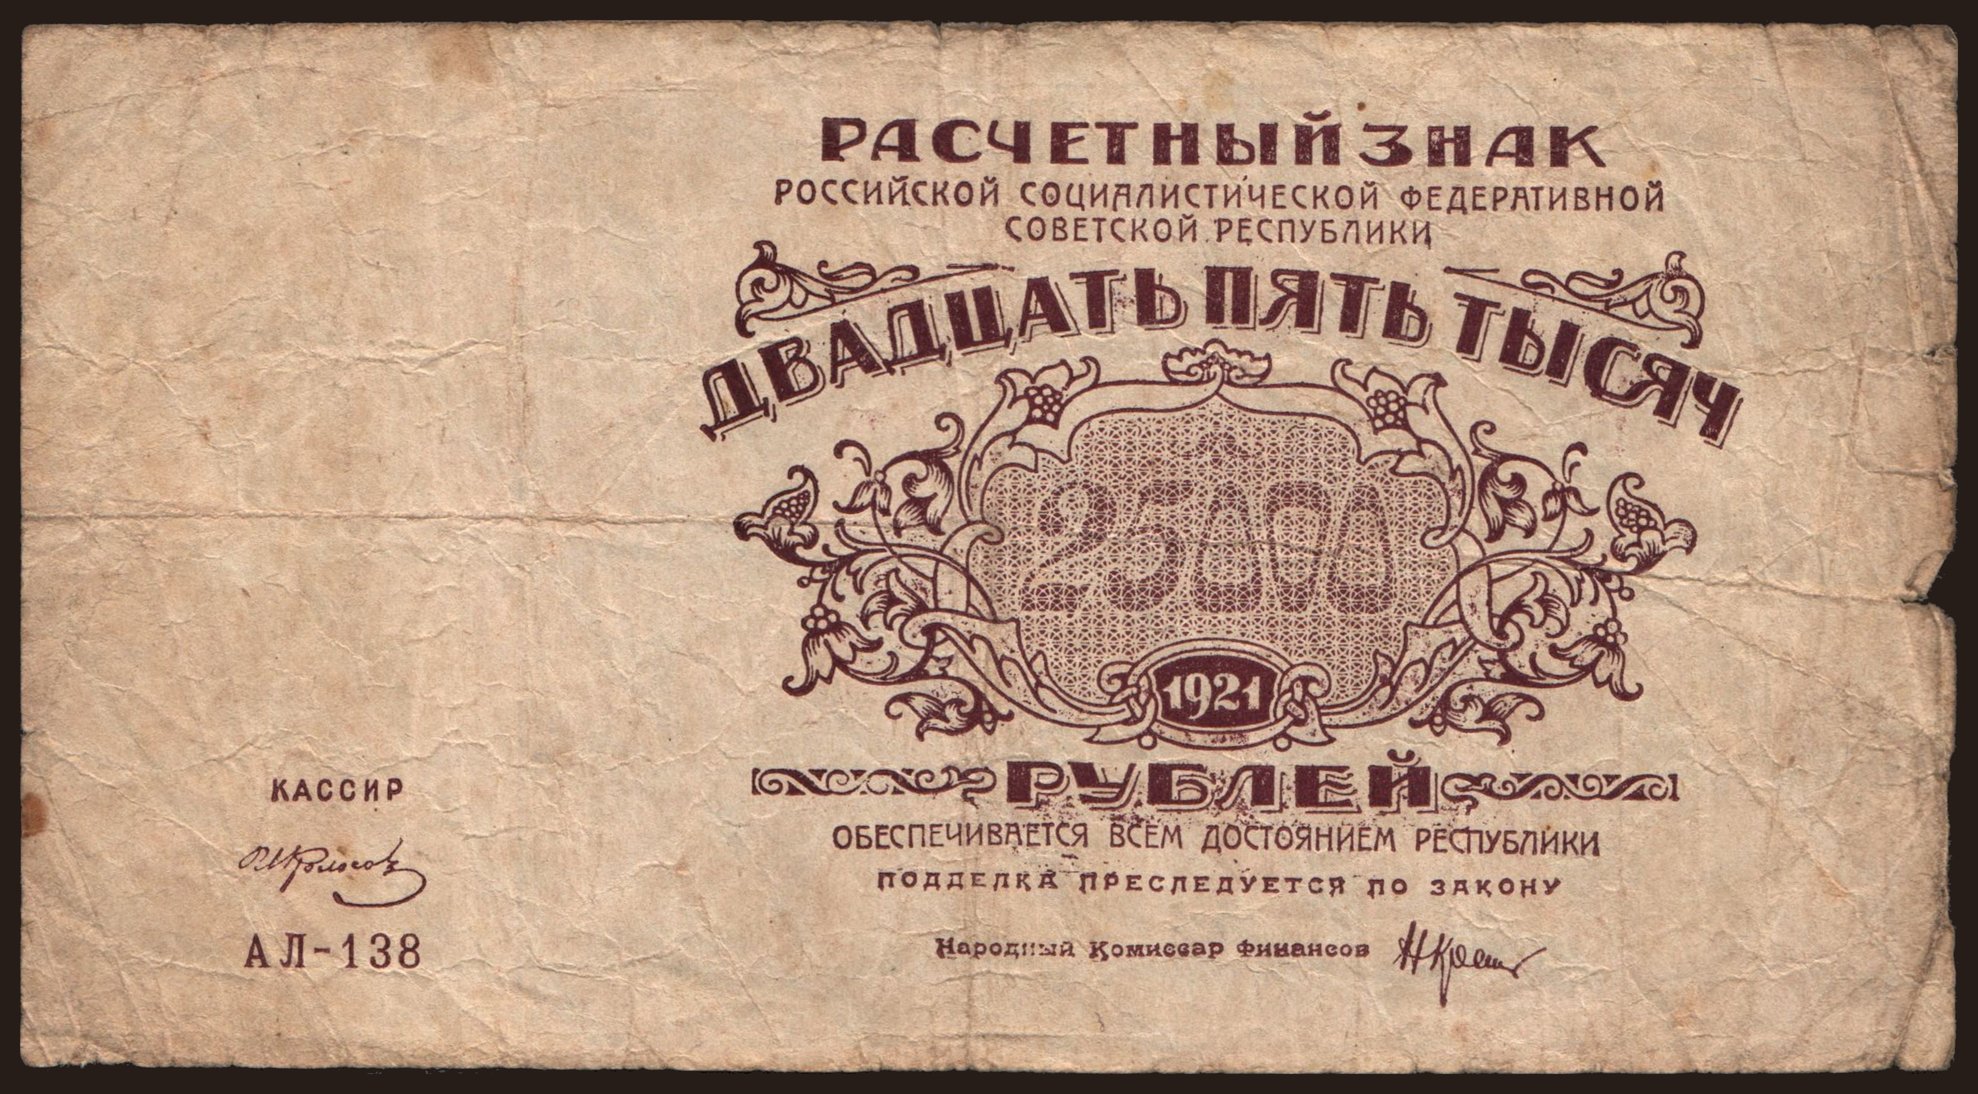 РАСЧЕТНЫЙ ЗНАК
РОССИЙСКОЙ СОЦИАЛИСТИЧЕСКОЙ ФЕДЕРАТИВНОЙ
СОВЕТСКОЙ РЕСПУБЛИКИ
ДВАДЦАТЬ ПЯТЬ ТЫСЯЧ
25000
1921
РУБЛЕЙ
ОБЕСПЕЧИВАЕТСЯ ВСЕМ ДОСТОЯНИЕМ РЕСПУБЛИКИ
ПОДДЕЛКА ПРЕСЛЕДУЕТСЯ ПО ЗАКОНУ
Народный Комиссар Финансов
КАССИР
АЛ-138